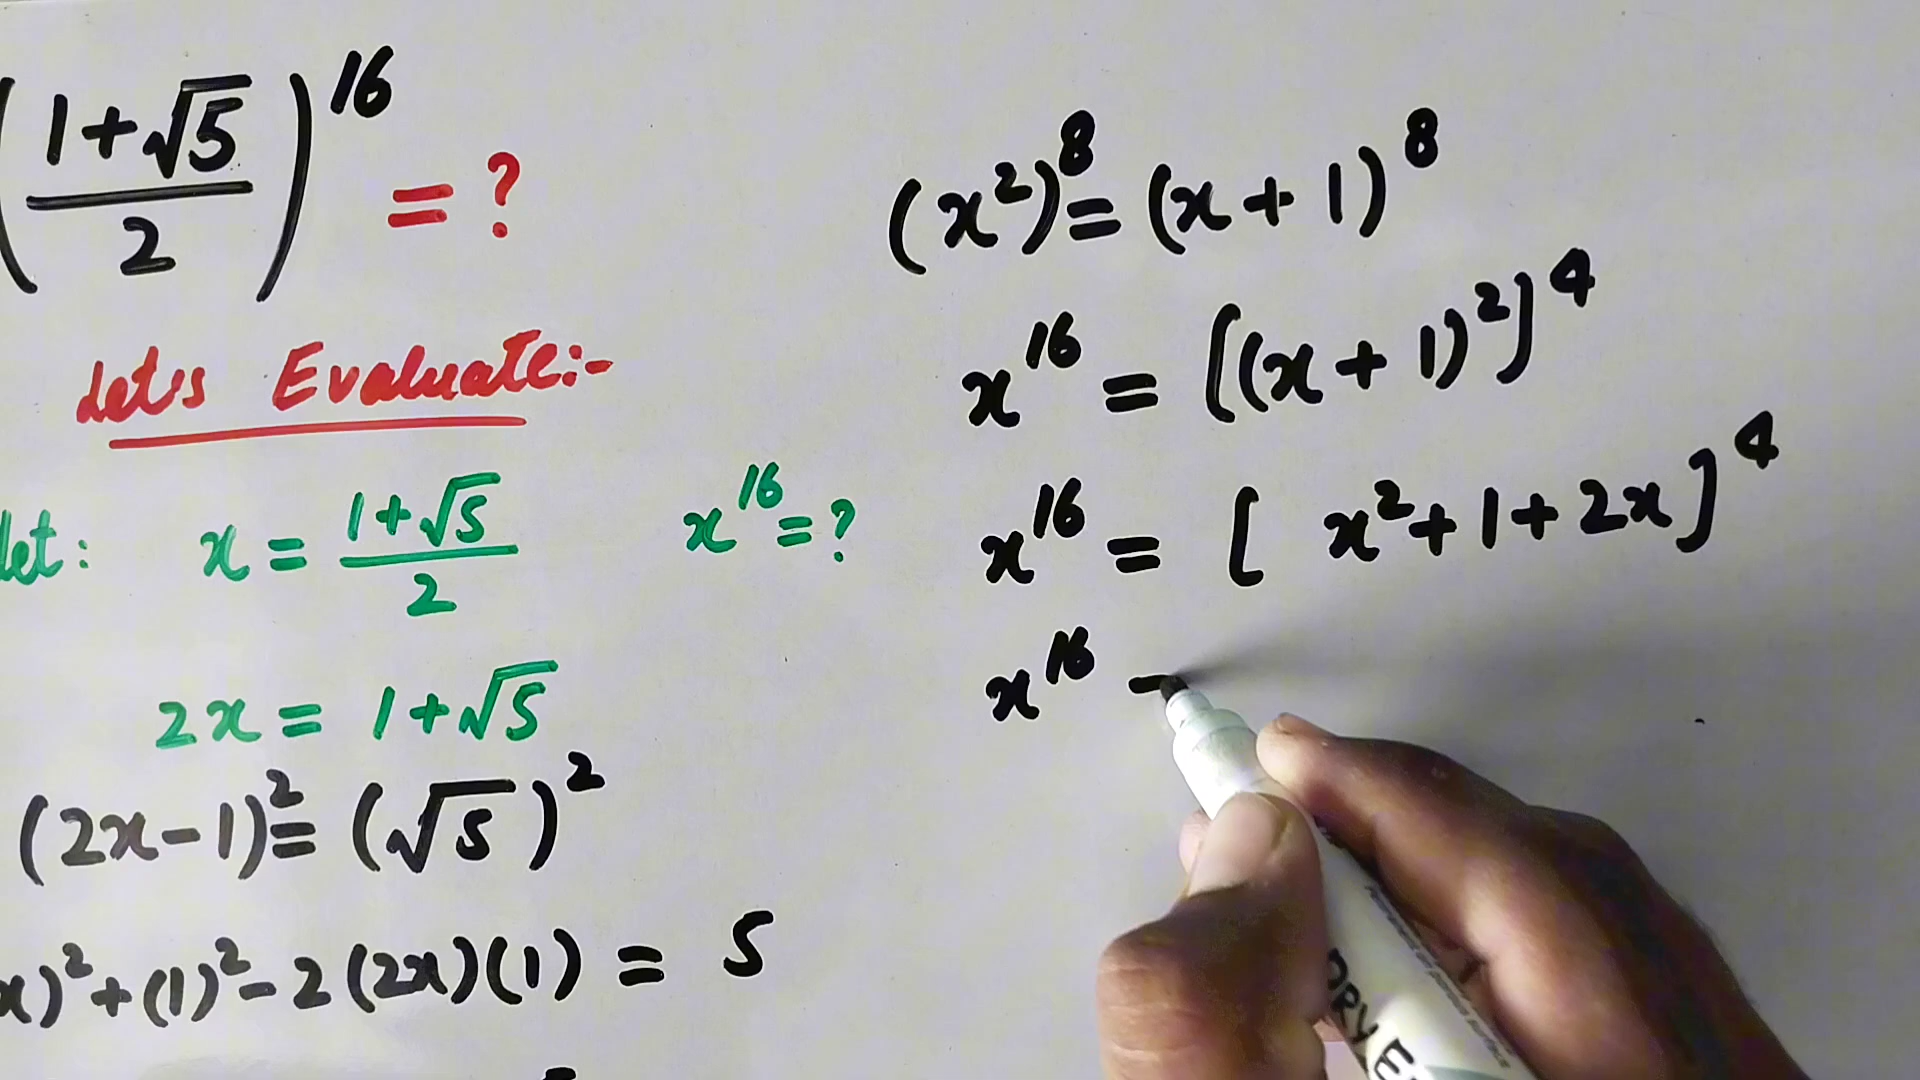 (1+√5/2)^16 = ?
Let's Evaluate:-
Let: x = 1+√5/2 x^16 = ?
2x = 1+√5
(2x-1)^2 = (√5)^2
x)^2+(1)^2-2(2x)(1) = 5
(x^2)^8 = (x+1)^8
x^16 = [(x+1)^2]^4
x^16 = [x^2+1+2x]^4
x^16 -
DRY E